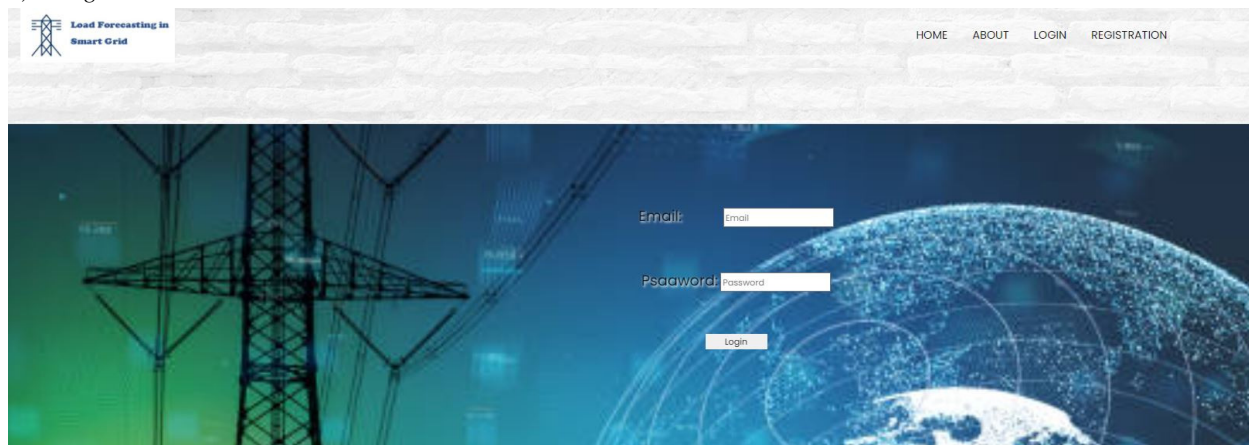 Load Forecasting in
Smart Grid
HOME ABOUT LOGIN REGISTRATION
Email: Email
Psaaword: Password
Login